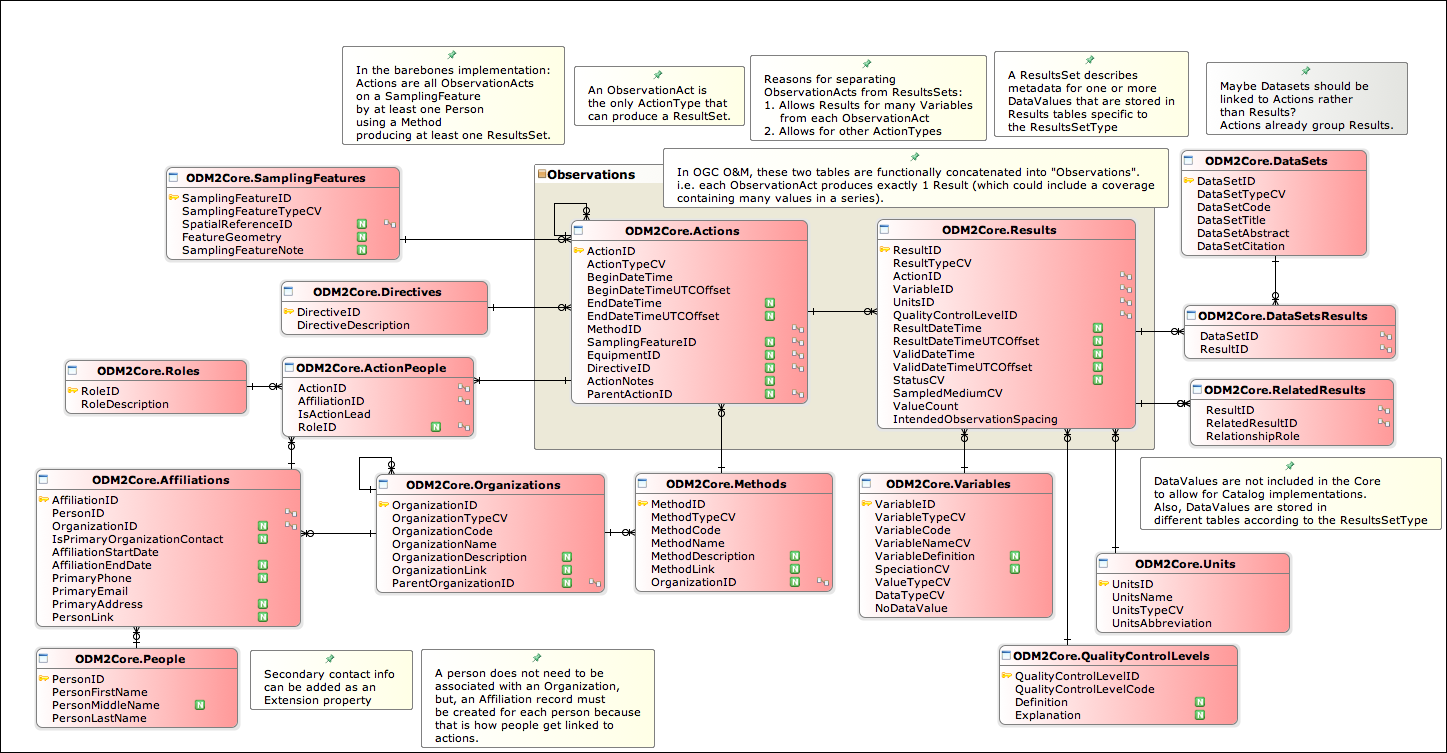 In the barebones implementation:
Actions are all ObservationActs
on a SamplingFeature
by at least one Person
using a Method
producing at least one ResultsSet.
An ObservationAct is
the only ActionType that
can produce a ResultSet.
Reasons for separating
ObservationActs from ResultsSets:
1. Allows Results for many Variables
from each ObservationAct
2. Allows for other ActionTypes
A ResultsSet describes
metadata for one or more
DataValues that are stored in
Results tables specific to
the ResultsSetType
Maybe Datasets should be
linked to Actions rather
than Results?
Actions already group Results.
ODM2Core.SamplingFeatures
SamplingFeatureID
SamplingFeatureTypeCV
SpatialReferenceID N
FeatureGeometry N
SamplingFeatureNote N
Observations
In OGC O&M, these two tables are functionally concatenated into "Observations".
i.e. each ObservationAct produces exactly 1 Result (which could include a coverage
containing many values in a series).
ODM2Core.DataSets
DataSetID
DataSetTypeCV
DataSetCode
DataSetTitle
DataSetAbstract
DataSetCitation
ODM2Core.Actions
ActionID
ActionTypeCV
BeginDateTime
BeginDateTimeUTCOffset
EndDateTime N
EndDateTimeUTCOffset N
MethodID
SamplingFeatureID N
EquipmentID N
DirectiveID N
ActionNotes N
ParentActionID N
ODM2Core.Results
ResultID
ResultTypeCV
ActionID
VariableID
UnitsID
QualityControlLevelID
ResultDateTime N
ResultDateTimeUTCOffset N
ValidDateTime N
ValidDateTimeUTCOffset N
StatusCV N
SampledMediumCV
ValueCount
IntendedObservationSpacing
ODM2Core.Directives
DirectiveID
DirectiveDescription
ODM2Core.DataSetsResults
DataSetID
ResultID
ODM2Core.Roles
RoleID
RoleDescription
ODM2Core.ActionPeople
ActionID
AffiliationID
IsActionLead
RoleID N
ODM2Core.RelatedResults
ResultID
RelatedResultID
RelationshipRole
ODM2Core.Affiliations
AffiliationID
PersonID
OrganizationID N
IsPrimaryOrganizationContact N
AffiliationStartDate
AffiliationEndDate N
PrimaryPhone N
PrimaryEmail
PrimaryAddress N
PersonLink N
ODM2Core.Organizations
OrganizationID
OrganizationTypeCV
OrganizationCode
OrganizationName
OrganizationDescription N
OrganizationLink N
ParentOrganizationID N
ODM2Core.Methods
MethodID
MethodTypeCV
MethodCode
MethodName
MethodDescription N
MethodLink N
OrganizationID N
ODM2Core.Variables
VariableID
VariableTypeCV
VariableCode
VariableNameCV
VariableDefinition N
SpeciationCV N
ValueTypeCV
DataTypeCV
NoDataValue
DataValues are not included in the Core
to allow for Catalog implementations.
Also, DataValues are stored in
different tables according to the ResultsSetType
ODM2Core.Units
UnitsID
UnitsName
UnitsTypeCV
UnitsAbbreviation
ODM2Core.People
PersonID
PersonFirstName
PersonMiddleName N
PersonLastName
Secondary contact info
can be added as an
Extension property
A person does not need to be
associated with an Organization,
but, an Affiliation record must
be created for each person because
that is how people get linked to
actions.
ODM2Core.QualityControlLevels
QualityControlLevelID
QualityControlLevelCode
Definition N
Explanation N